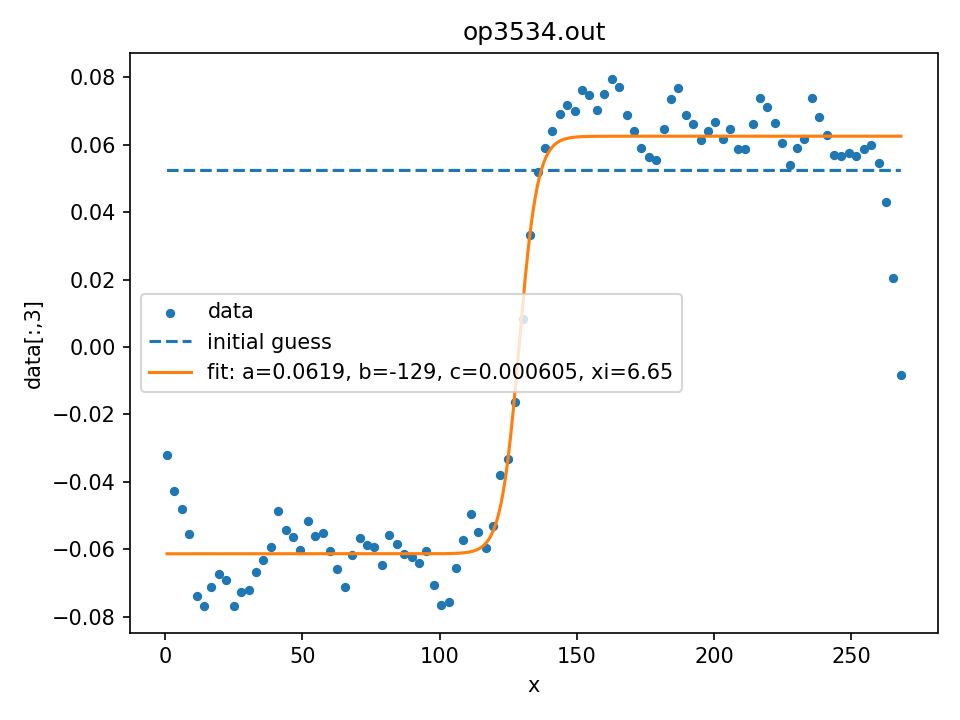 op3534.out
0.08
0.06
0.04
0.02
0.00
−0.02
−0.04
−0.06
−0.08
data[:,3]
data
initial guess
fit: a=0.0619, b=-129, c=0.000605, xi=6.65
0 50 100 150 200 250
x